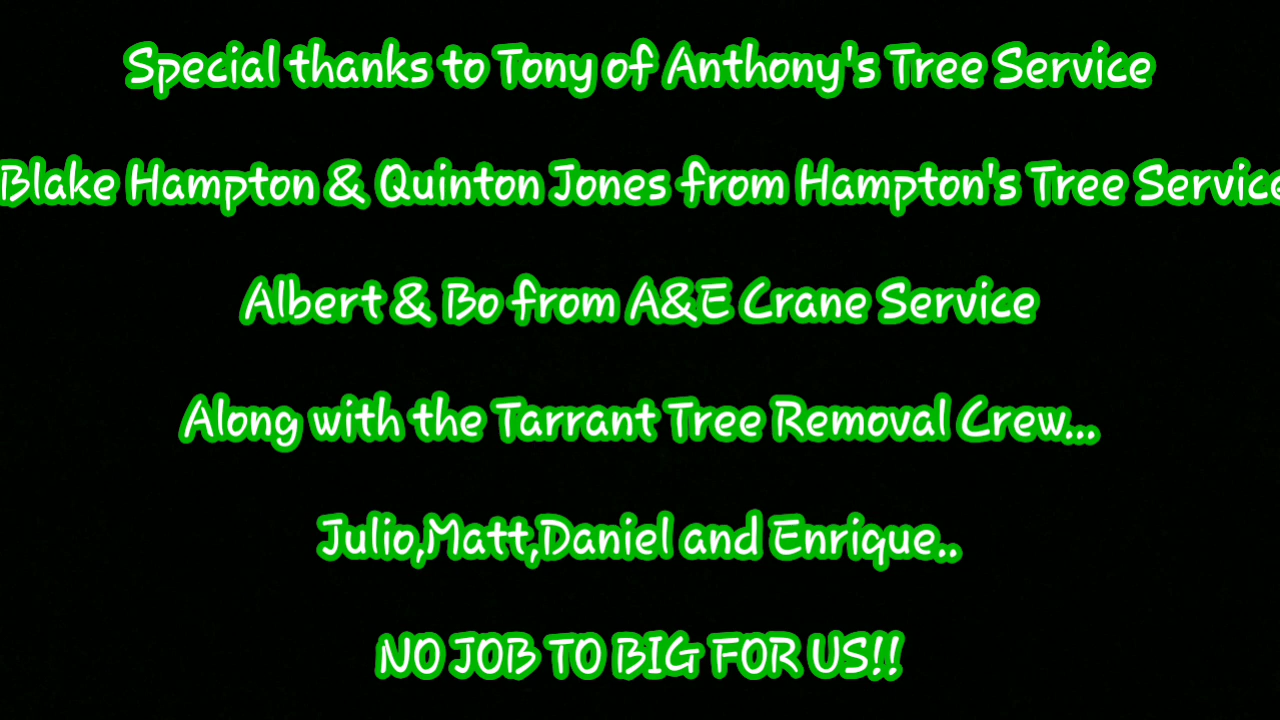 Special thanks to Tony of Anthony's Tree Service
Blake Hampton & Quinton Jones from Hampton's Tree Service
Albert & Bo from A&E Crane Service
Along with the Tarrant Tree Removal Crew...
Julio,Matt,Daniel and Enrique..
NO JOB TO BIG FOR US!!